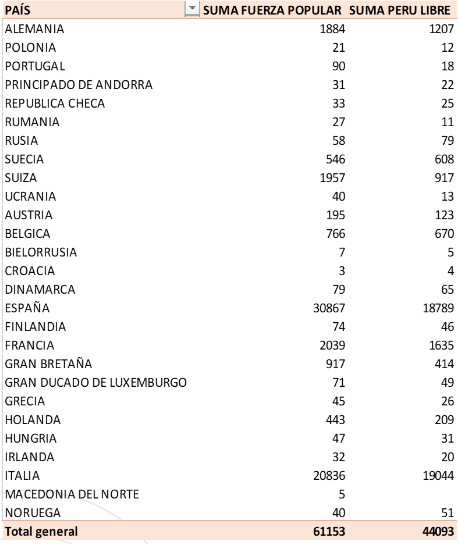 PAÍS SUMA FUERZA POPULAR SUMA PERU LIBRE
ALEMANIA 1884 1207
POLONIA 21 12
PORTUGAL 90 18
PRINCIPADO DE ANDORRA 31 22
REPUBLICA CHECA 33 25
RUMANIA 27 11
RUSIA 58 79
SUECIA 546 608
SUIZA 1957 917
UCRANIA 40 13
AUSTRIA 195 123
BELGICA 766 670
BIELORRUSIA 7 5
CROACIA 3 4
DINAMARCA 79 65
ESPAÑA 30867 18789
FINLANDIA 74 46
FRANCIA 2039 1635
GRAN BRETAÑA 917 414
GRAN DUCADO DE LUXEMBURGO 71 49
GRECIA 45 26
HOLANDA 443 209
HUNGRIA 47 31
IRLANDA 32 20
ITALIA 20836 19044
MACEDONIA DEL NORTE 5
NORUEGA 40 51
Total general 61153 44093